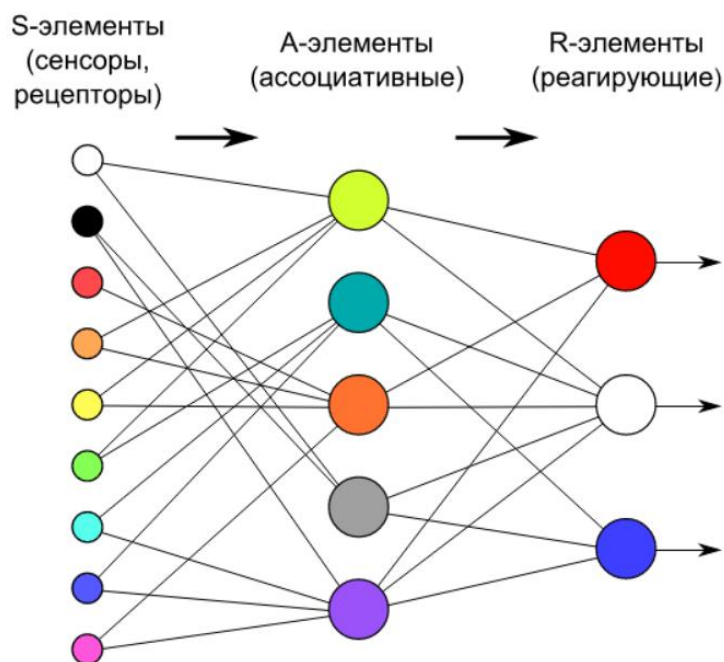 S-элементы
(сенсоры,
рецепторы)
А-элементы
(ассоциативные)
R-элементы
(реагирующие)